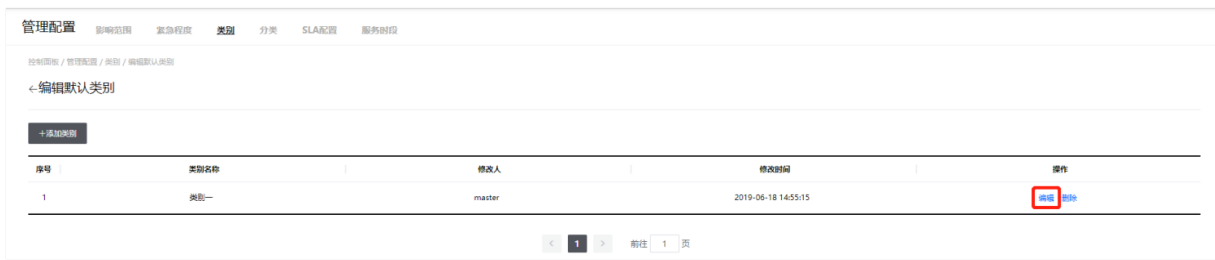 管理配置 影响范围 紧急程度 类别 分类 SLA配置 服务时段
控制面板 / 管理配置 / 类别 / 编辑默认类别
←编辑默认类别
+添加类别
序号 类别名称 修改人 修改时间 操作
1 类别一 master 2019-06-18 14:55:15 编辑 删除
< 1 > 前往 1 页